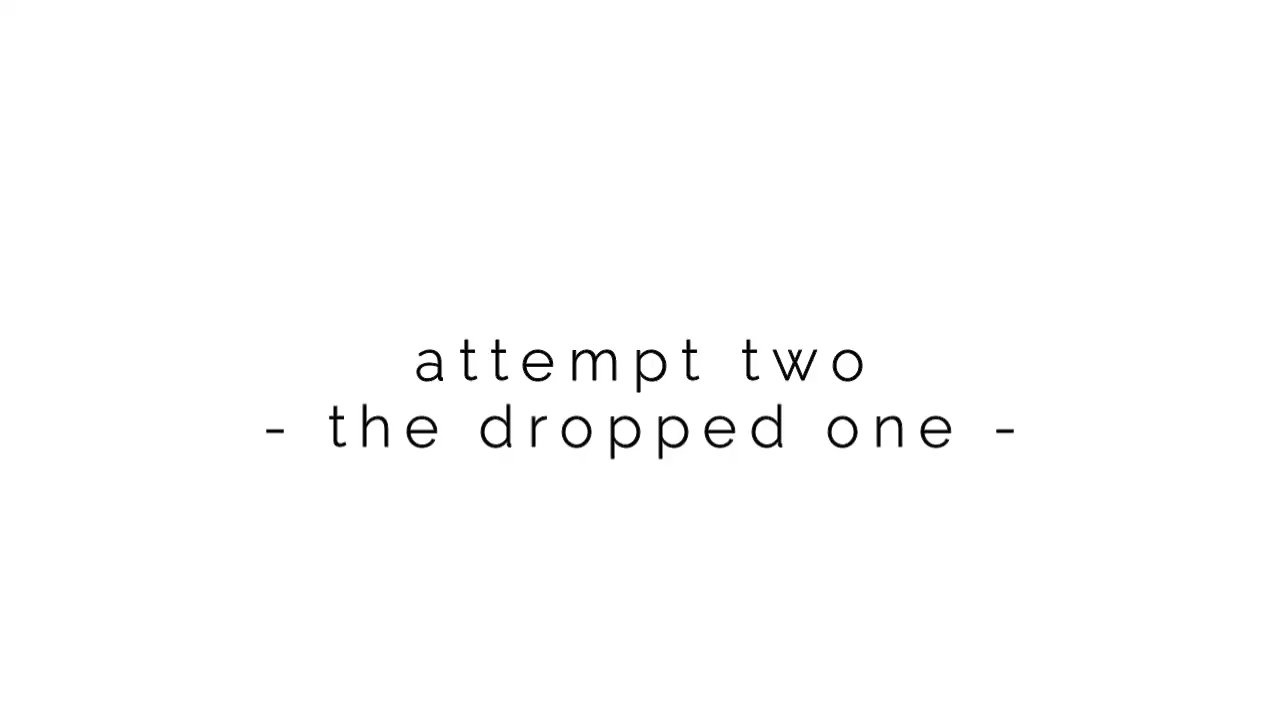 attempt two
- the dropped one -